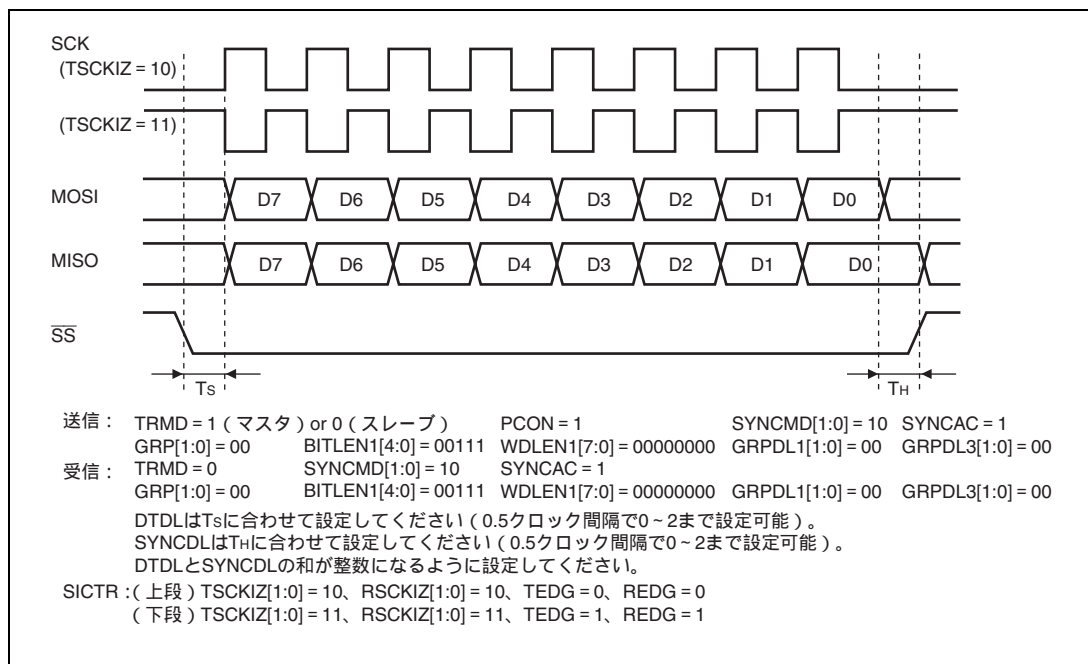 SCK
(TSCKIZ = 10)
(TSCKIZ = 11)
MOSI D7 D6 D5 D4 D3 D2 D1 D0
MISO D7 D6 D5 D4 D3 D2 D1 D0
SS
TS TH
送信： TRMD = 1（マスタ）or 0（スレーブ） PCON = 1 SYNCMD[1:0] = 10 SYNCAC = 1
GRP[1:0] = 00 BITLEN1[4:0] = 00111 WDLEN1[7:0] = 00000000 GRPDL1[1:0] = 00 GRPDL3[1:0] = 00
受信： TRMD = 0 SYNCMD[1:0] = 10 SYNCAC = 1
GRP[1:0] = 00 BITLEN1[4:0] = 00111 WDLEN1[7:0] = 00000000 GRPDL1[1:0] = 00 GRPDL3[1:0] = 00
DTDLはTSに合わせて設定してください（0.5クロック間隔で0～2まで設定可能）。
SYNCDLはTHに合わせて設定してください（0.5クロック間隔で0～2まで設定可能）。
DTDLとSYNCDLの和が整数になるように設定してください。
SICTR：（上段）TSCKIZ[1:0] = 10、RSCKIZ[1:0] = 10、TEDG = 0、REDG = 0
（下段）TSCKIZ[1:0] = 11、RSCKIZ[1:0] = 11、TEDG = 1、REDG = 1